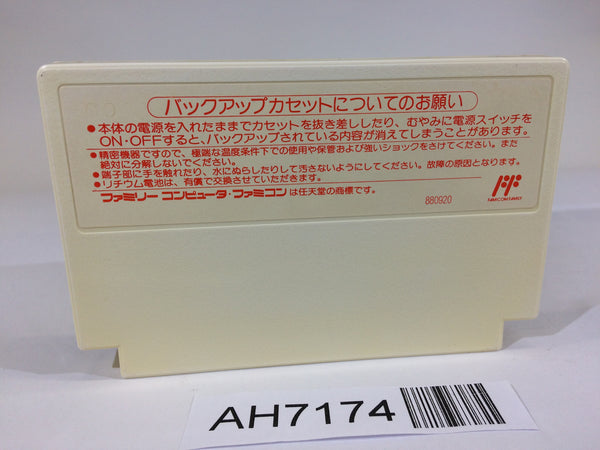 バックアップカセットについてのお願い
●本体の電源を入れたままでカセットを抜き差ししたり、むやみに電源スイッチを
ON・OFFすると、バックアップされている内容が消えてしまうことがあります。
●精密機器ですので、極端な温度条件下での使用や保管および強いショックをさけてください。また
絶対に分解しないでください。
●端子部に手を触れたり、水にぬらしたりして汚さないようにしてください。故障の原因となります。
●リチウム電池は、有償で交換させていただきます。
ファミリー コンピュータ・ファミコンは任天堂の商標です。
880920
FAMICOM FAMILY
AH7174